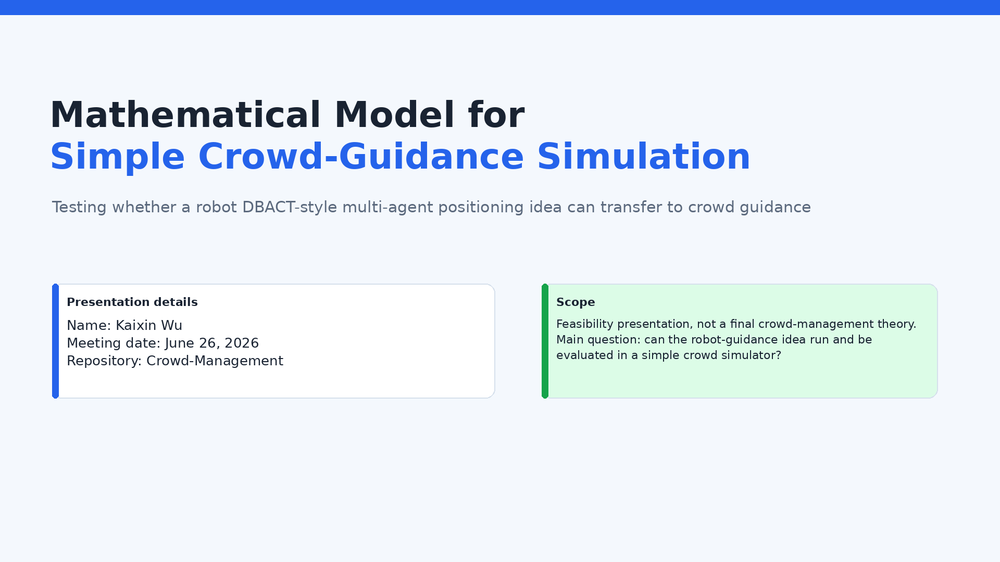 Mathematical Model for
Simple Crowd-Guidance Simulation
Testing whether a robot DBACT-style multi-agent positioning idea can transfer to crowd guidance
Presentation details
Name: Kaixin Wu
Meeting date: June 26, 2026
Repository: Crowd-Management
Scope
Feasibility presentation, not a final crowd-management theory.
Main question: can the robot-guidance idea run and be
evaluated in a simple crowd simulator?